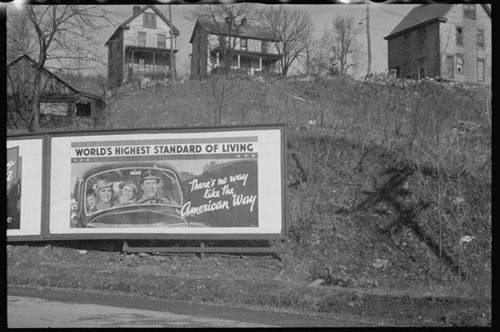 WORLD'S HIGHEST STANDARD OF LIVING
There's no way
like the
American Way